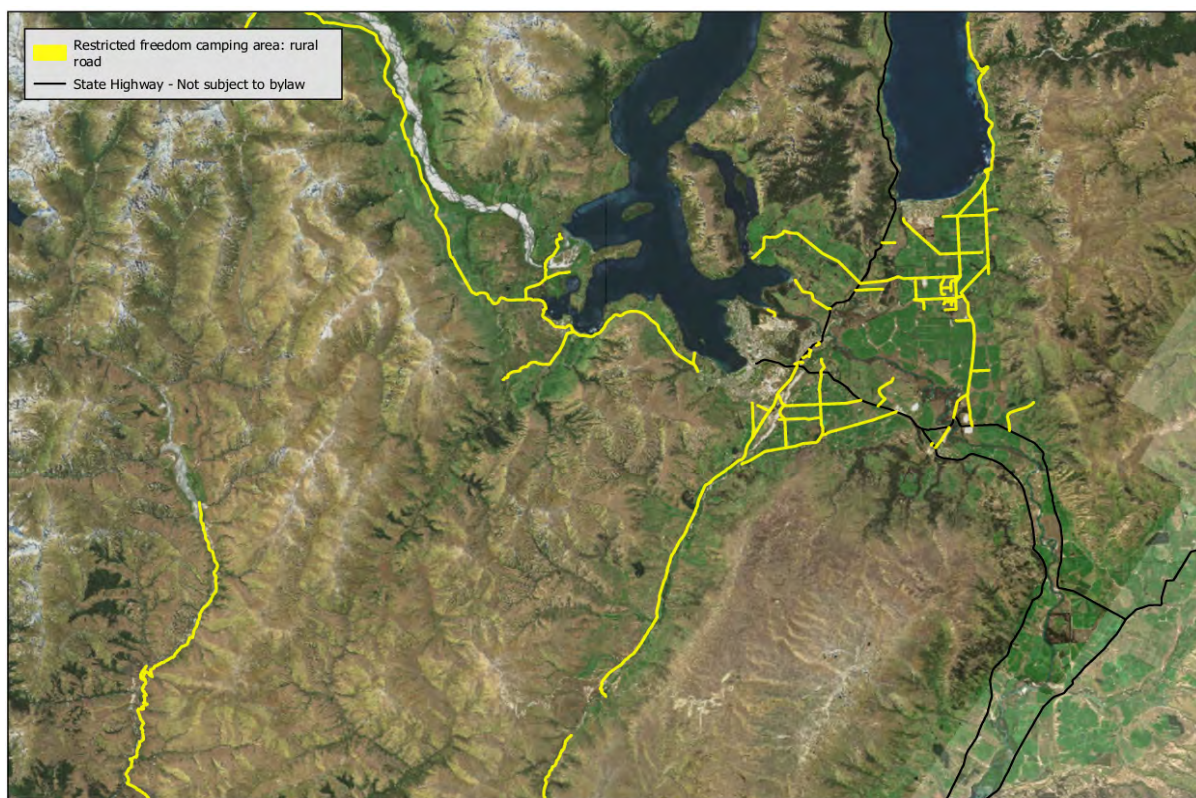 Restricted freedom camping area: rural
road
State Highway - Not subject to bylaw